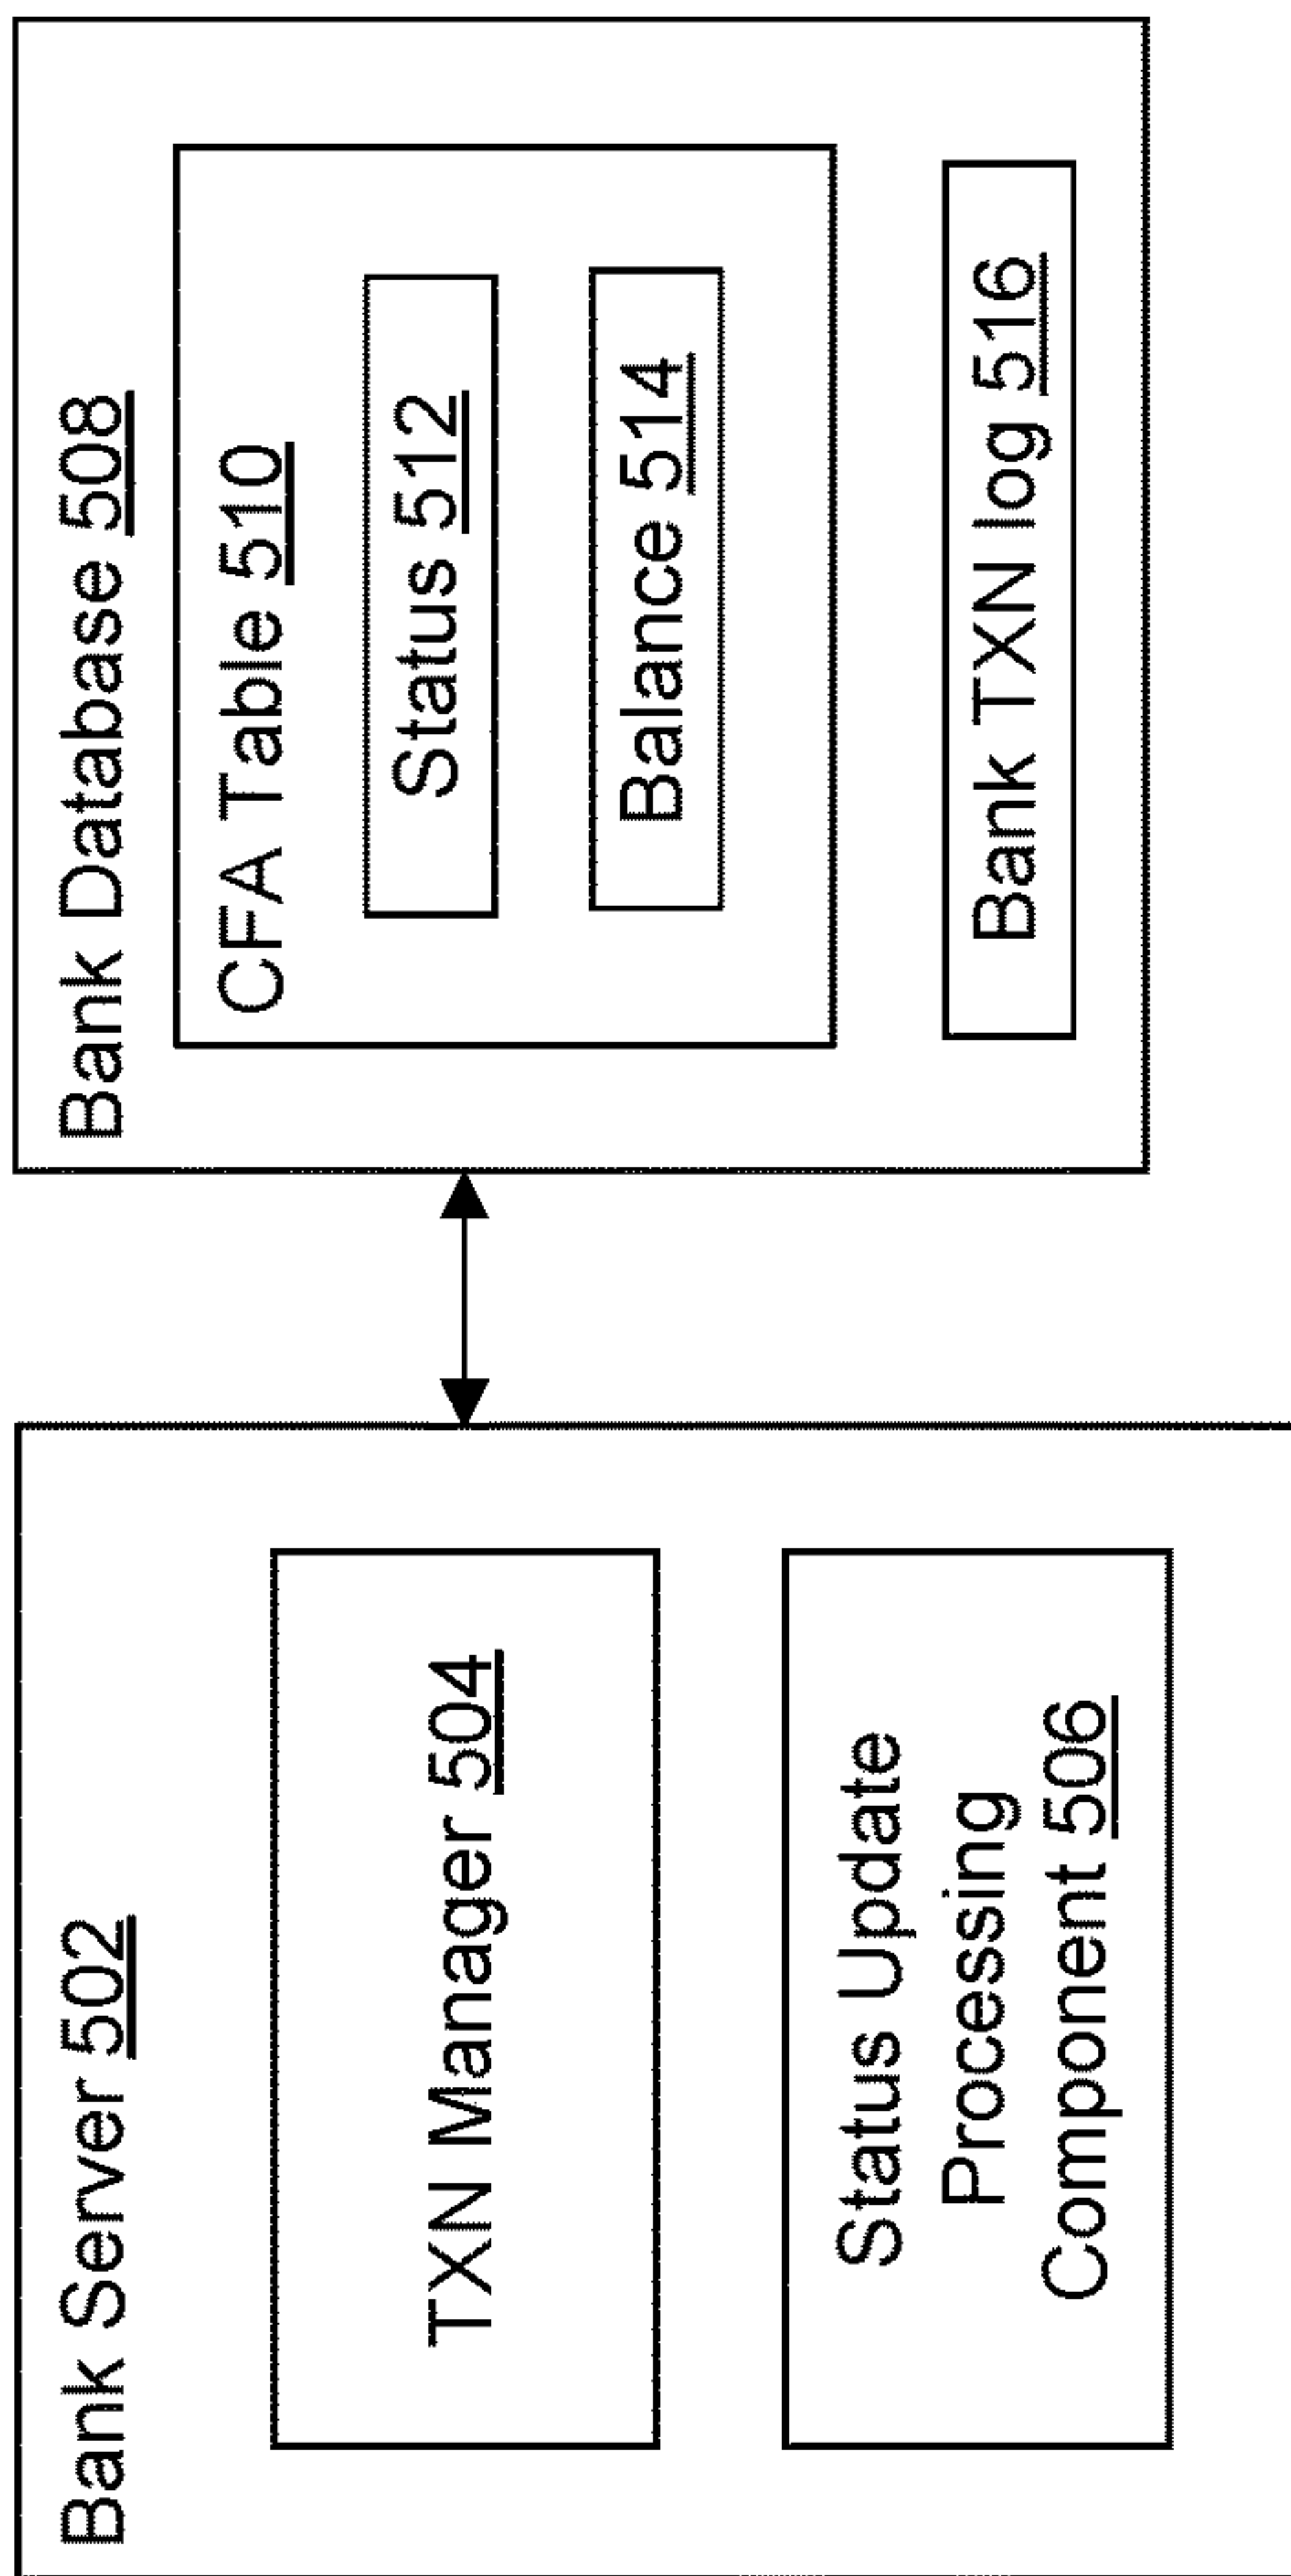 Bank Server 502
TXN Manager 504
Status Update
Processing
Component 506
Bank Database 508
CFA Table 510
Status 512
Balance 514
Bank TXN log 516